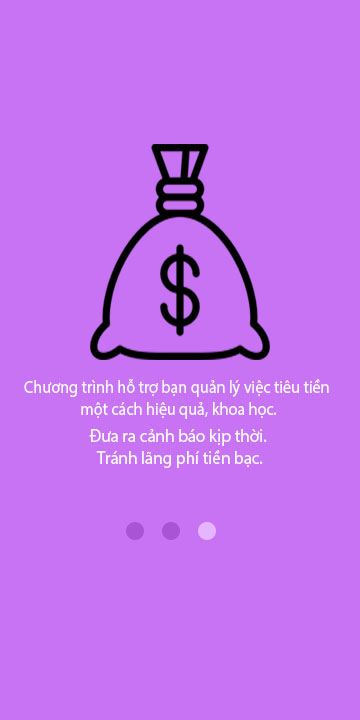 Chương trình hỗ trợ bạn quản lý việc tiêu tiền
một cách hiệu quả, khoa học.
Đưa ra cảnh báo kịp thời.
Tránh lãng phí tiền bạc.